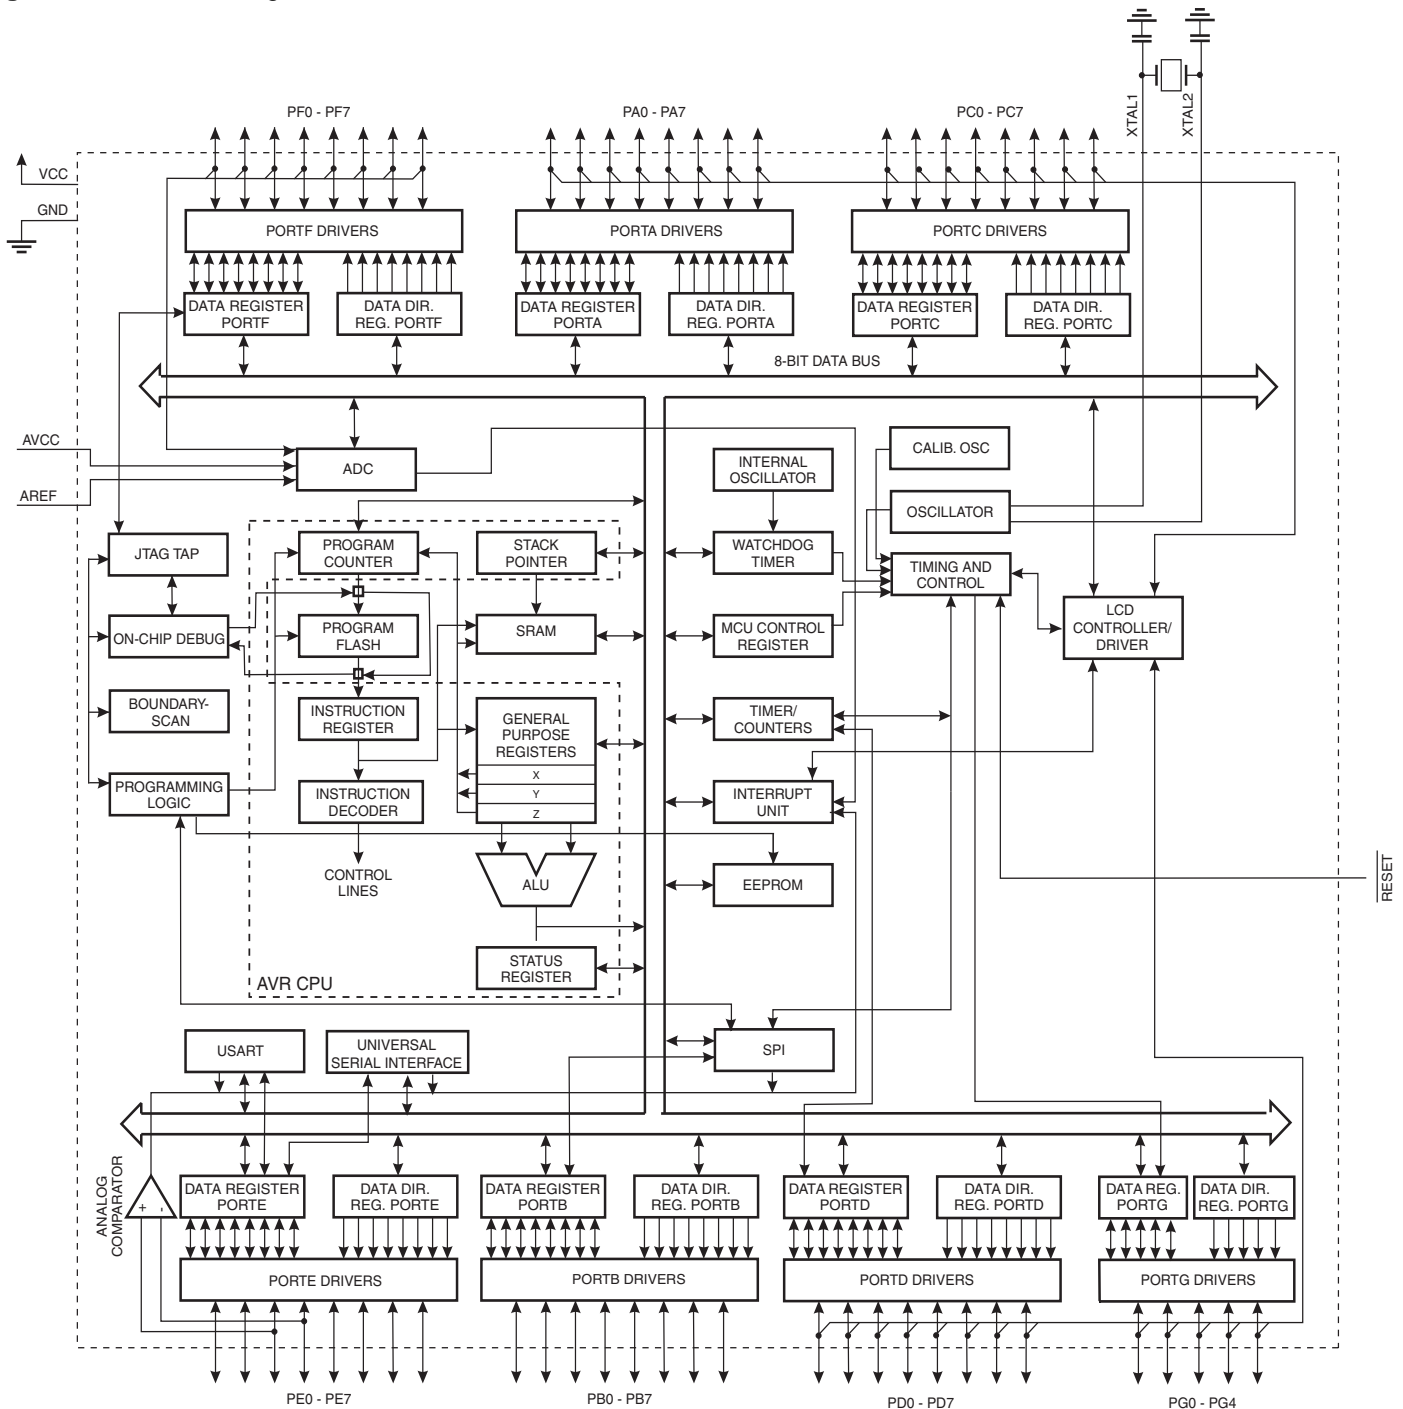 XTAL1
XTAL2
PF0 - PF7
PA0 - PA7
PC0 - PC7
VCC
GND
PORTF DRIVERS
PORTA DRIVERS
PORTC DRIVERS
DATA REGISTER
PORTF
DATA DIR.
REG. PORTF
DATA REGISTER
PORTA
DATA DIR.
REG. PORTA
DATA REGISTER
PORTC
DATA DIR.
REG. PORTC
8-BIT DATA BUS
AVCC
AREF
ADC
INTERNAL
OSCILLATOR
CALIB. OSC
OSCILLATOR
JTAG TAP
PROGRAM
COUNTER
STACK
POINTER
WATCHDOG
TIMER
TIMING AND
CONTROL
LCD
CONTROLLER/
DRIVER
ON-CHIP DEBUG
PROGRAM
FLASH
SRAM
MCU CONTROL
REGISTER
BOUNDARY-
SCAN
INSTRUCTION
REGISTER
GENERAL
PURPOSE
REGISTERS
X
Y
Z
TIMER/
COUNTERS
PROGRAMMING
LOGIC
INSTRUCTION
DECODER
INTERRUPT
UNIT
CONTROL
LINES
ALU
EEPROM
RESET
STATUS
REGISTER
AVR CPU
USART
UNIVERSAL
SERIAL INTERFACE
SPI
ANALOG
COMPARATOR
+
-
DATA REGISTER
PORTE
DATA DIR.
REG. PORTE
DATA REGISTER
PORTB
DATA DIR.
REG. PORTB
DATA REGISTER
PORTD
DATA DIR.
REG. PORTD
DATA REG.
PORTG
DATA DIR.
REG. PORTG
PORTE DRIVERS
PORTB DRIVERS
PORTD DRIVERS
PORTG DRIVERS
PE0 - PE7
PB0 - PB7
PD0 - PD7
PG0 - PG4